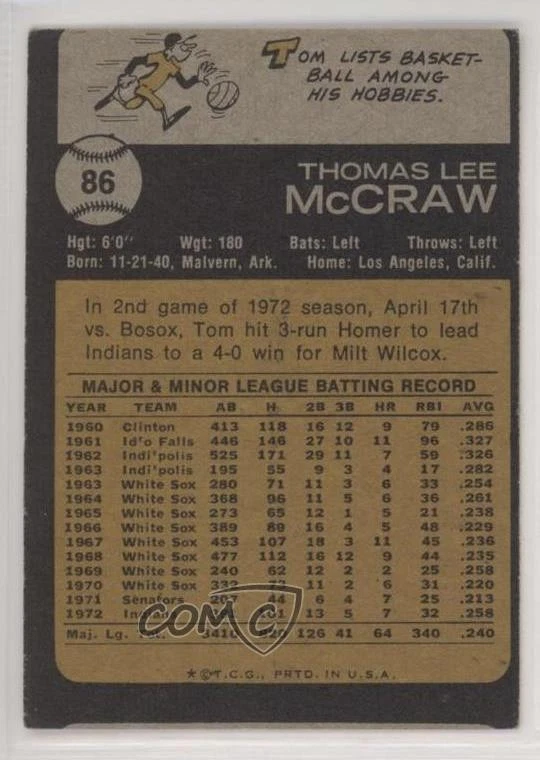 TOM LISTS BASKET-
BALL AMONG
HIS HOBBIES.
86
THOMAS LEE
McCRAW
Hgt: 6'0" Wgt: 180 Bats: Left Throws: Left
Born: 11-21-40, Malvern, Ark. Home: Los Angeles, Calif.
In 2nd game of 1972 season, April 17th
vs. Bosox, Tom hit 3-run Homer to lead
Indians to a 4-0 win for Milt Wilcox.
MAJOR & MINOR LEAGUE BATTING RECORD
YEAR TEAM AB H 2B 3B HR RBI AVG
1960 Clinton 413 118 16 12 9 79 .286
1961 Id'o Falls 446 146 27 10 11 96 .327
1962 Indi'polis 525 171 29 11 7 59 .326
1963 Indi'polis 195 55 9 3 4 17 .282
1963 White Sox 280 71 11 3 6 33 .254
1964 White Sox 368 96 11 5 6 36 .261
1965 White Sox 273 65 12 1 5 21 .238
1966 White Sox 389 89 16 4 5 48 .229
1967 White Sox 453 107 18 3 11 45 .236
1968 White Sox 477 112 16 12 9 44 .235
1969 White Sox 240 62 12 2 2 25 .258
1970 White Sox 332 73 11 2 6 31 .220
1971 Senators 207 44 6 4 7 25 .213
1972 Indians 101 13 5 7 32 .258
Maj. Lg. Tot. 3410 820 126 41 64 340 .240
COMC
*©T.C.G., PRTD. IN U.S.A.